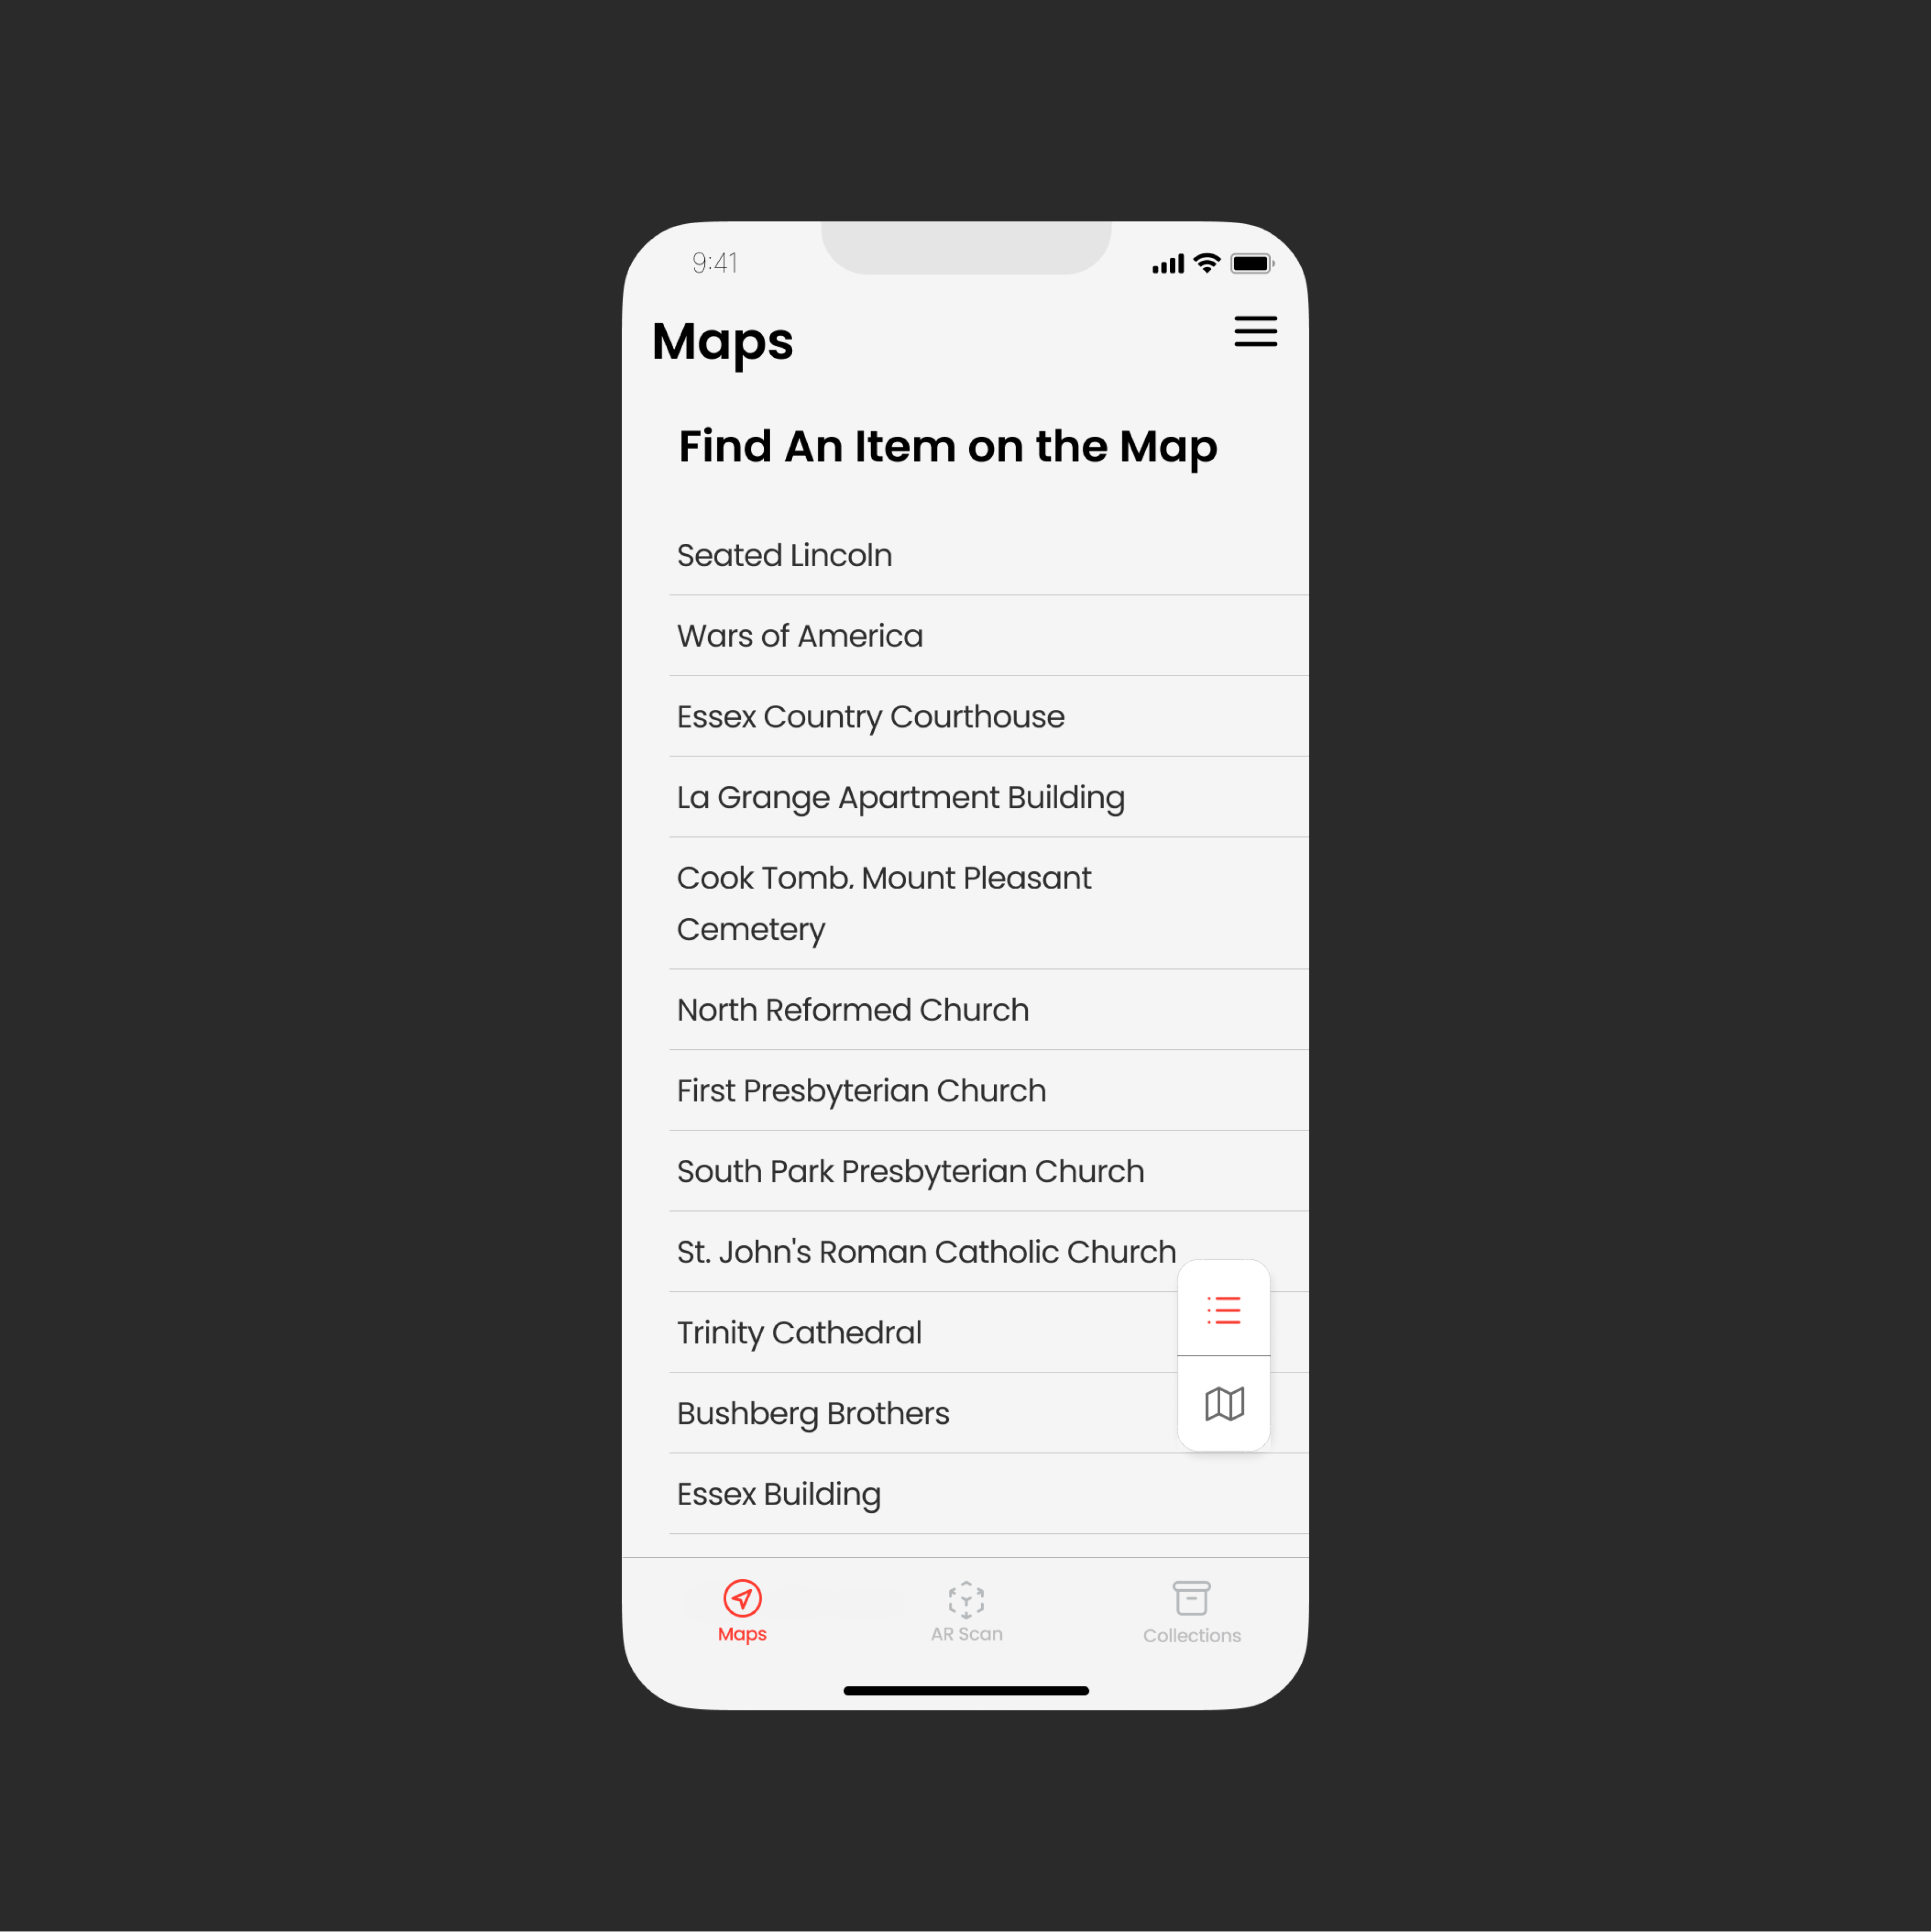 9:41
Maps
Find An Item on the Map
Seated Lincoln
Wars of America
Essex Country Courthouse
La Grange Apartment Building
Cook Tomb. Mount Pleasant
Cemetery
North Reformed Church
First Presbyterian Church
South Park Presbyterian Church
St. John's Roman Catholic Church
Trinity Cathedral
Bushberg Brothers
Essex Building
Maps
AR Scan
Collections